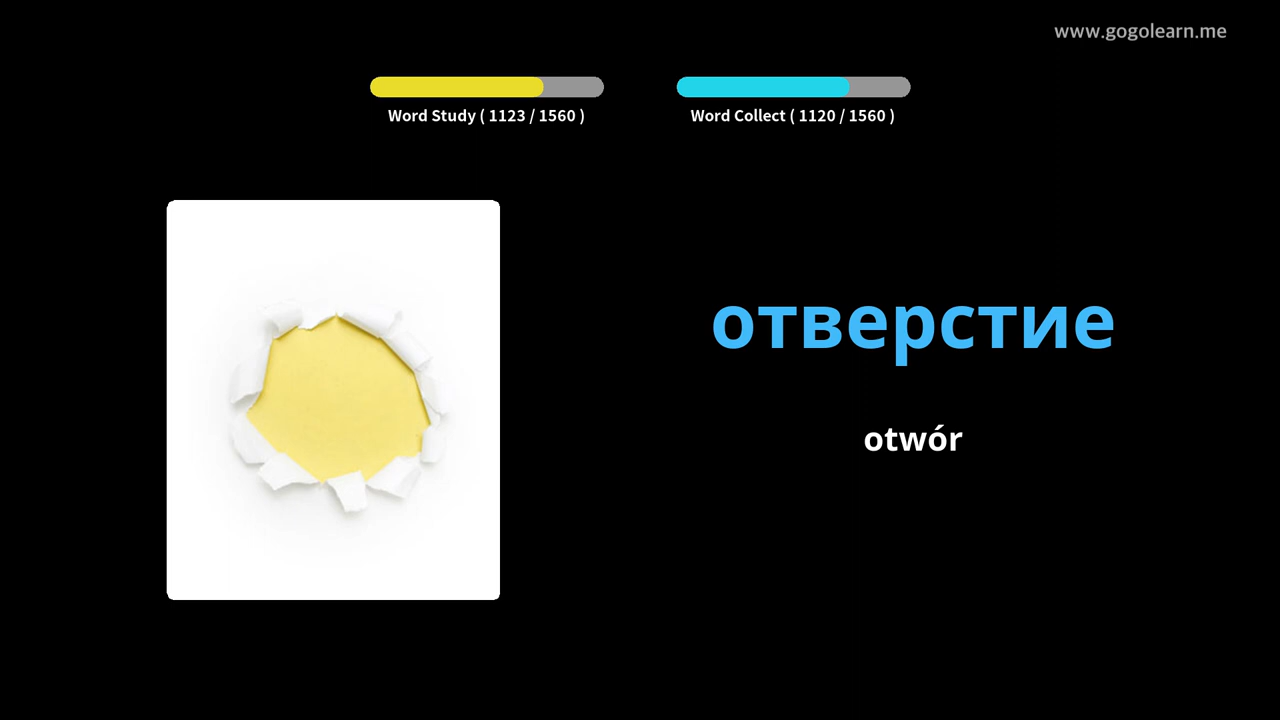 www.gogolearn.me
Word Study ( 1123 / 1560 )
Word Collect ( 1120 / 1560 )
отверстие
otwór